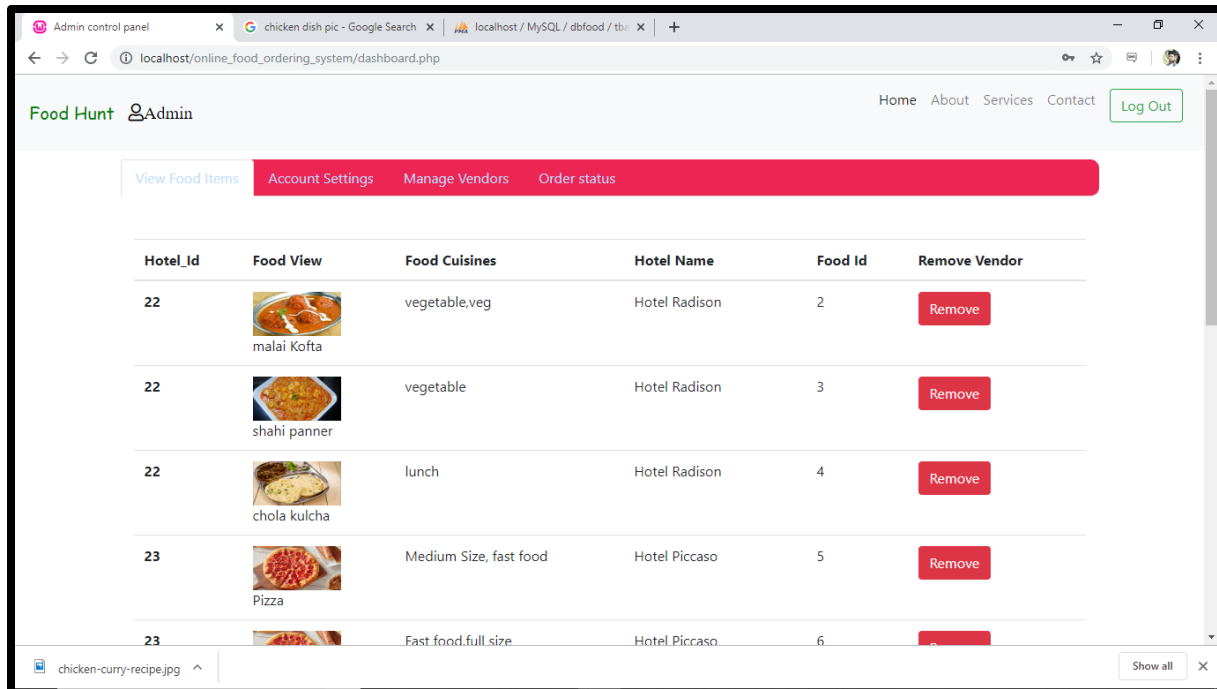 Admin control panel
chicken dish pic - Google Search
localhost / MySQL / dbfood / tba
localhost/online_food_ordering_system/dashboard.php
Food Hunt Admin
Home About Services Contact Log Out
View Food Items Account Settings Manage Vendors Order status
Hotel_Id Food View Food Cuisines Hotel Name Food Id Remove Vendor
22 vegetable,veg Hotel Radison 2 Remove
malai Kofta
22 vegetable Hotel Radison 3 Remove
shahi panner
22 lunch Hotel Radison 4 Remove
chola kulcha
23 Medium Size, fast food Hotel Piccaso 5 Remove
Pizza
23 Fast food,full size Hotel Piccaso 6
chicken-curry-recipe.jpg Show all